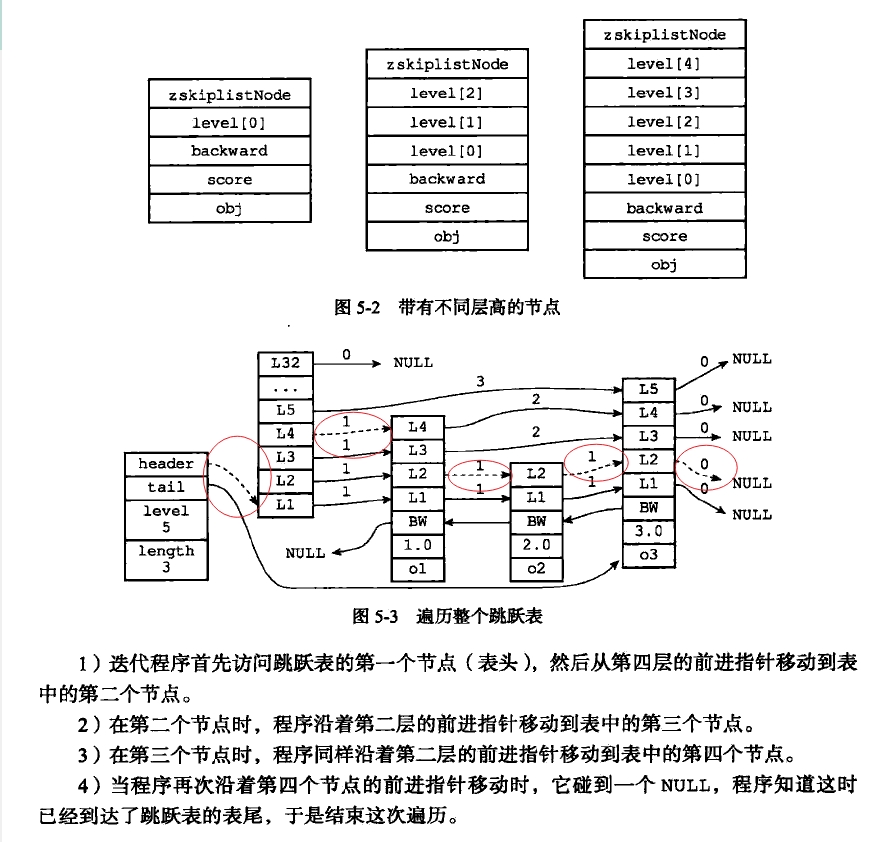 zskiplistNode
level[0]
backward
score
obj
zskiplistNode
level[2]
level[1]
level[0]
backward
score
obj
zskiplistNode
level[4]
level[3]
level[2]
level[1]
level[0]
backward
score
obj
图 5-2 带有不同层高的节点
header
tail
level
5
length
3
L32
...
L5
L4
L3
L2
L1
0
NULL
3
1
1
1
1
NULL
L4
L3
L2
L1
BW
1.0
o1
2
2
1
1
L2
L1
BW
2.0
o2
1
1
L5
L4
L3
L2
L1
BW
3.0
o3
0
NULL
0
NULL
0
NULL
0
NULL
0
NULL
图 5-3 遍历整个跳跃表
1）迭代程序首先访问跳跃表的第一个节点（表头），然后从第四层的前进指针移动到表
中的第二个节点。
2）在第二个节点时，程序沿着第二层的前进指针移动到表中的第三个节点。
3）在第三个节点时，程序同样沿着第二层的前进指针移动到表中的第四个节点。
4）当程序再次沿着第四个节点的前进指针移动时，它碰到一个 NULL，程序知道这时
已经到达了跳跃表的表尾，于是结束这次遍历。